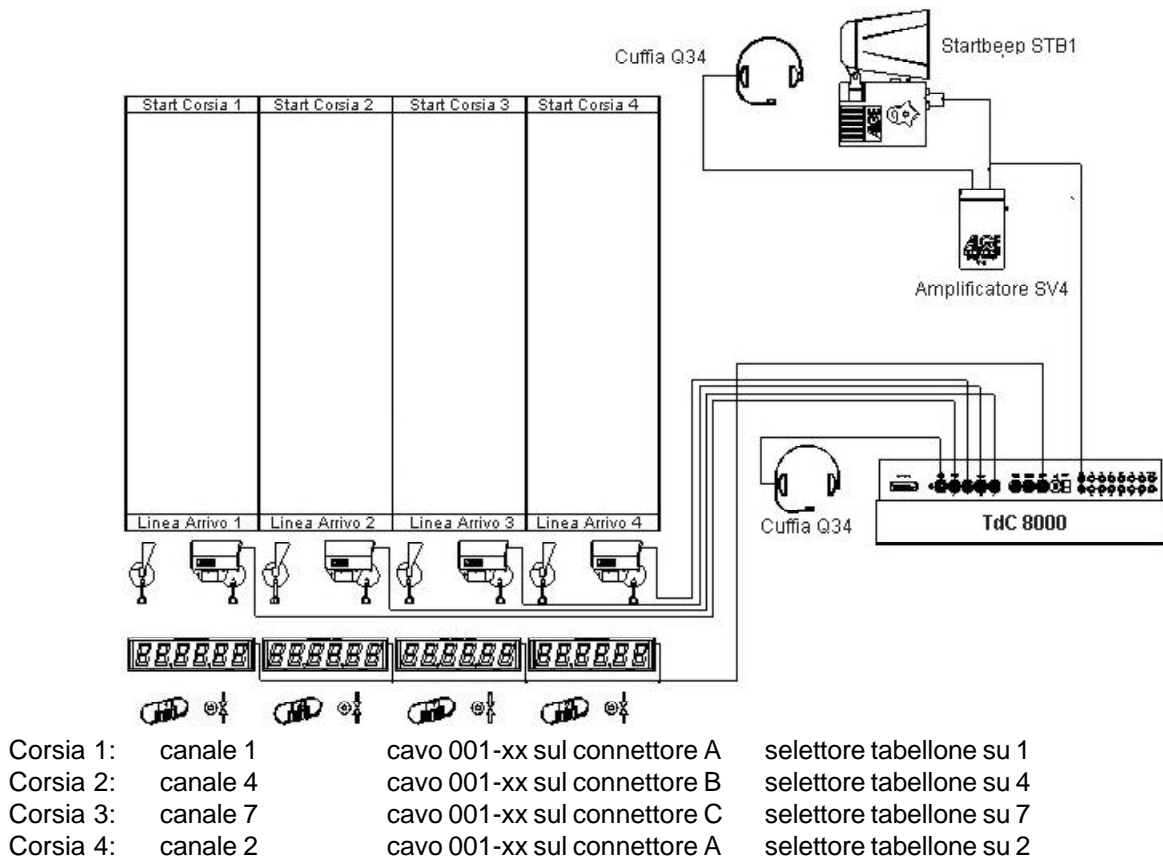 Cuffia Q34
Startbeep STB1
Start Corsia 1 Start Corsia 2 Start Corsia 3 Start Corsia 4
ALGE
ALGE
Amplificatore SV4
Cuffia Q34
TdC 8000
Linea Arrivo 1 Linea Arrivo 2 Linea Arrivo 3 Linea Arrivo 4
Corsia 1: canale 1 cavo 001-xx sul connettore A selettore tabellone su 1
Corsia 2: canale 4 cavo 001-xx sul connettore B selettore tabellone su 4
Corsia 3: canale 7 cavo 001-xx sul connettore C selettore tabellone su 7
Corsia 4: canale 2 cavo 001-xx sul connettore A selettore tabellone su 2